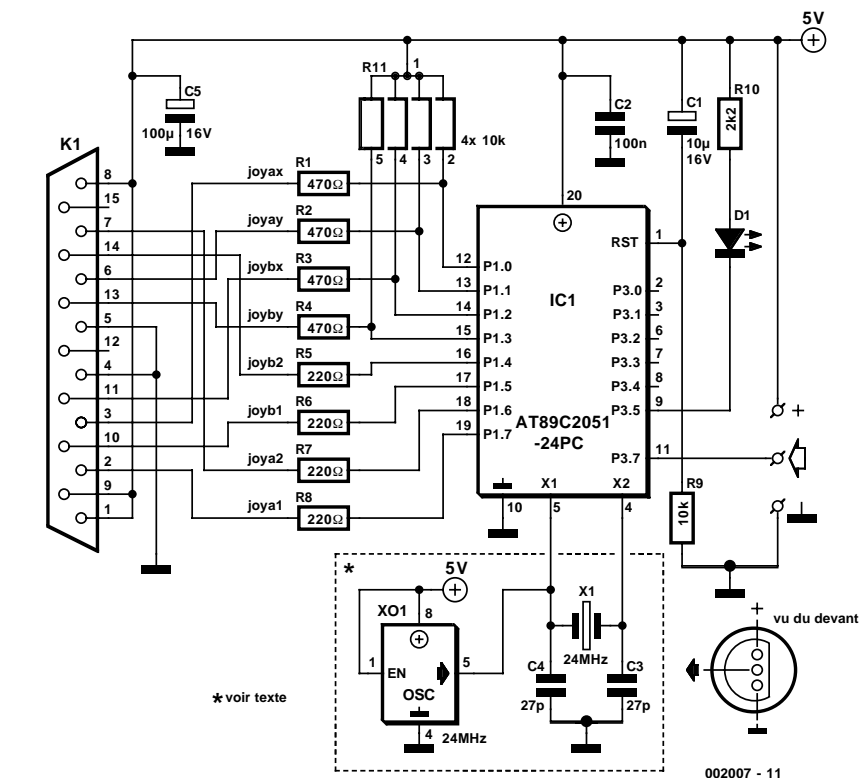 5V
R11
1
C5
100µ 16V
C2
100n
C1
10µ
16V
R10
2k2
4x 10k
5 4 3 2
K1
8
15
7
14
6
13
5
12
4
11
3
10
2
9
1
joyax R1
470Ω
joyay R2
470Ω
joybx R3
470Ω
joyby R4
470Ω
joyb2 R5
220Ω
joyb1 R6
220Ω
joya2 R7
220Ω
joya1 R8
220Ω
20
D1
RST 1
12 P1.0
13 P1.1
14 P1.2
15 P1.3
16 P1.4
17 P1.5
18 P1.6
19 P1.7
IC1
AT89C2051
-24PC
P3.0 2
P3.1 3
P3.2 6
P3.3 7
P3.4 8
P3.5 9
P3.7 11
X1 X2
10 5 4
+
R9
10k
*
5V
XO1
8
1 EN
5
OSC
4 24MHz
X1
24MHz
C4
27p
C3
27p
* voir texte
+
vu du devant
002007 - 11